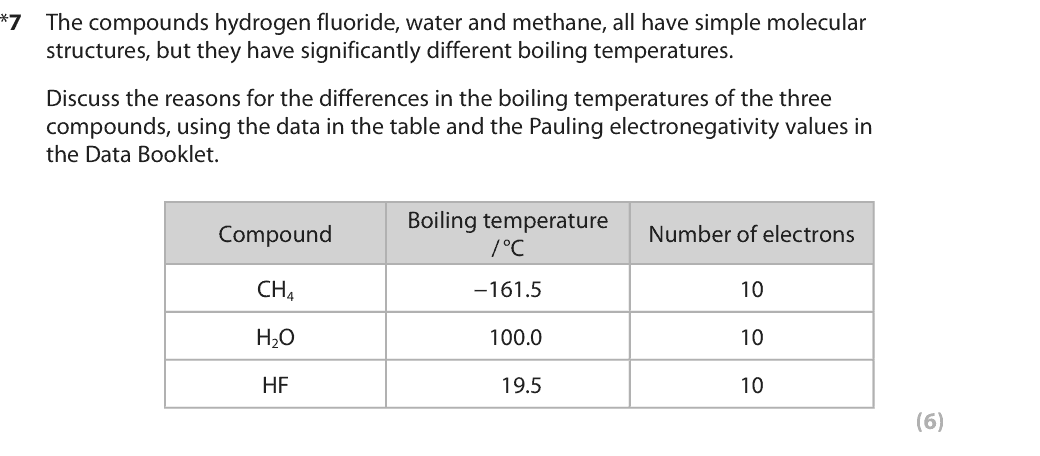 *7 The compounds hydrogen fluoride, water and methane, all have simple molecular
structures, but they have significantly different boiling temperatures.
Discuss the reasons for the differences in the boiling temperatures of the three
compounds, using the data in the table and the Pauling electronegativity values in
the Data Booklet.
Compound Boiling temperature /°C Number of electrons
CH₄ −161.5 10
H₂O 100.0 10
HF 19.5 10
(6)